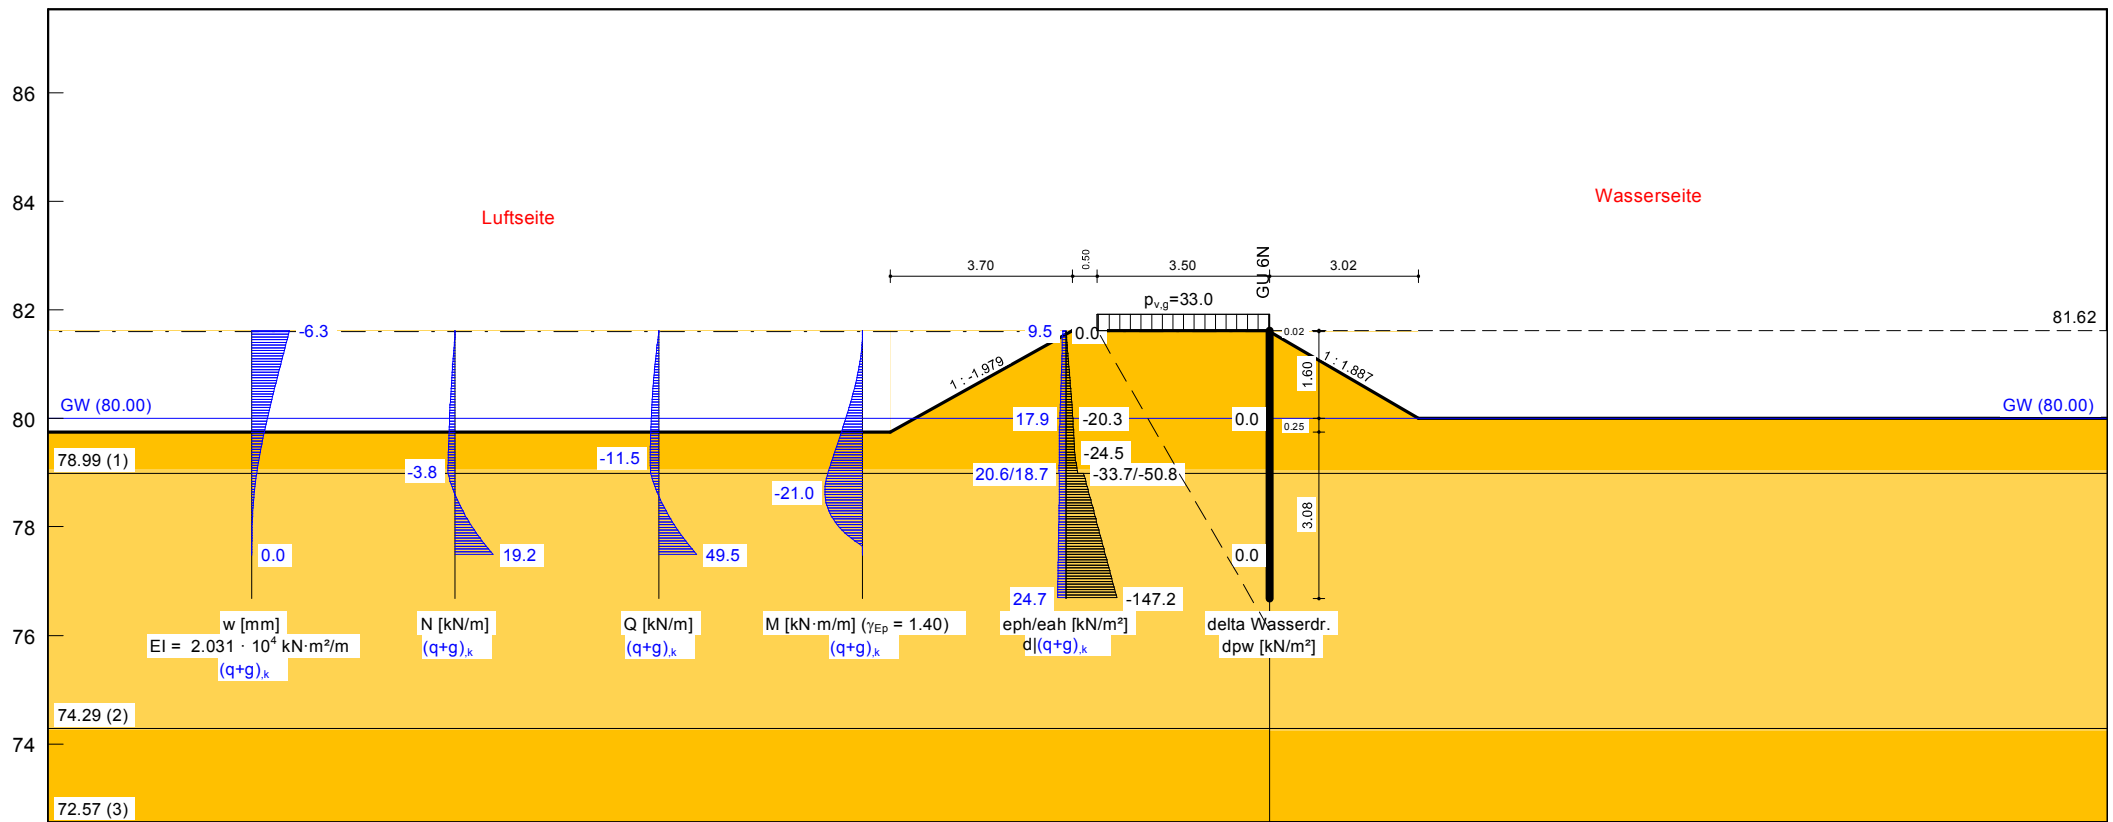 86
84
82
80
78
76
74
Luftseite
Wasserseite
GU 6N
3.70
0.50
3.50
3.02
p_v,g=33.0
81.62
-6.3
9.5
0.0
0.02
1 : -1.979
1 : 1.887
1.60
GW (80.00)
GW (80.00)
17.9
-20.3
0.0
0.25
-24.5
78.99 (1)
-3.8
-11.5
20.6/18.7
-33.7/-50.8
-21.0
3.08
0.0
19.2
49.5
0.0
24.7
-147.2
w [mm]
EI = 2.031 · 10⁴ kN·m²/m
(q+g),k
N [kN/m]
(q+g),k
Q [kN/m]
(q+g),k
M [kN·m/m] (γEp = 1.40)
(q+g),k
eph/eah [kN/m²]
d|(q+g),k
delta Wasserdr.
dpw [kN/m²]
74.29 (2)
72.57 (3)